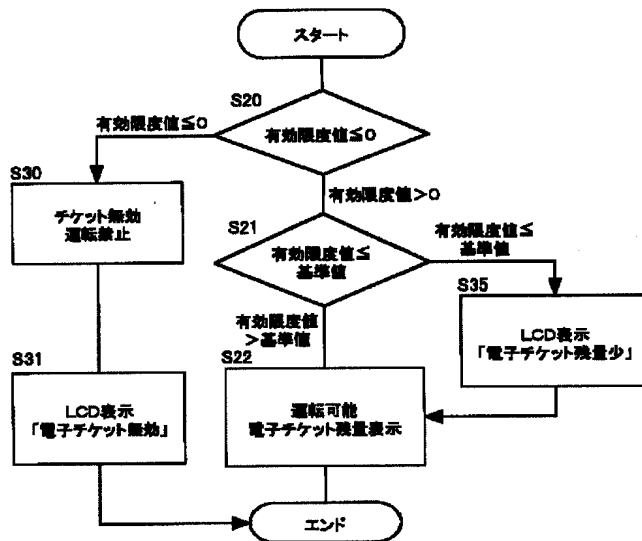 スタート
S20
有効限度値≦0
有効限度値≦0
S30
チケット無効
運転禁止
有効限度値>0
S21
有効限度値≦
基準値
有効限度値≦
基準値
S35
LCD表示
「電子チケット残量少」
有効限度値
>基準値
S31
LCD表示
「電子チケット無効」
S22
運転可能
電子チケット残量表示
エンド